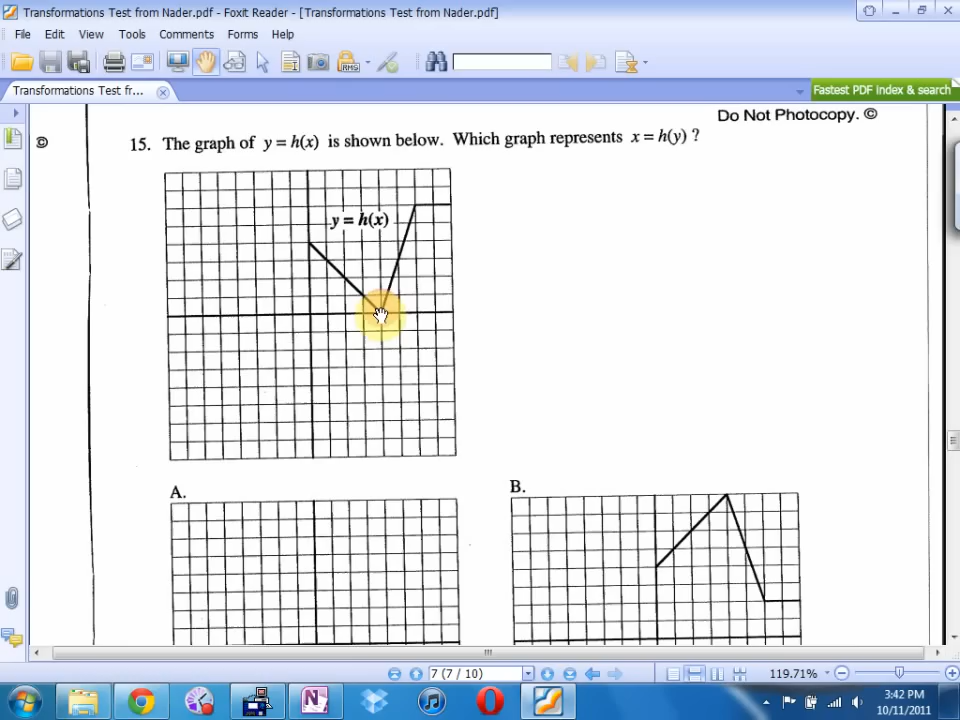 Transformations Test from Nader.pdf - Foxit Reader - [Transformations Test from Nader.pdf]
File Edit View Tools Comments Forms Help
RMG
Transformations Test fr...
Fastest PDF index & search
Do Not Photocopy. ©
©
15. The graph of y = h(x) is shown below. Which graph represents x = h(y) ?
y = h(x)
A.
B.
7 (7 / 10)
119.71%
3:42 PM
10/11/2011